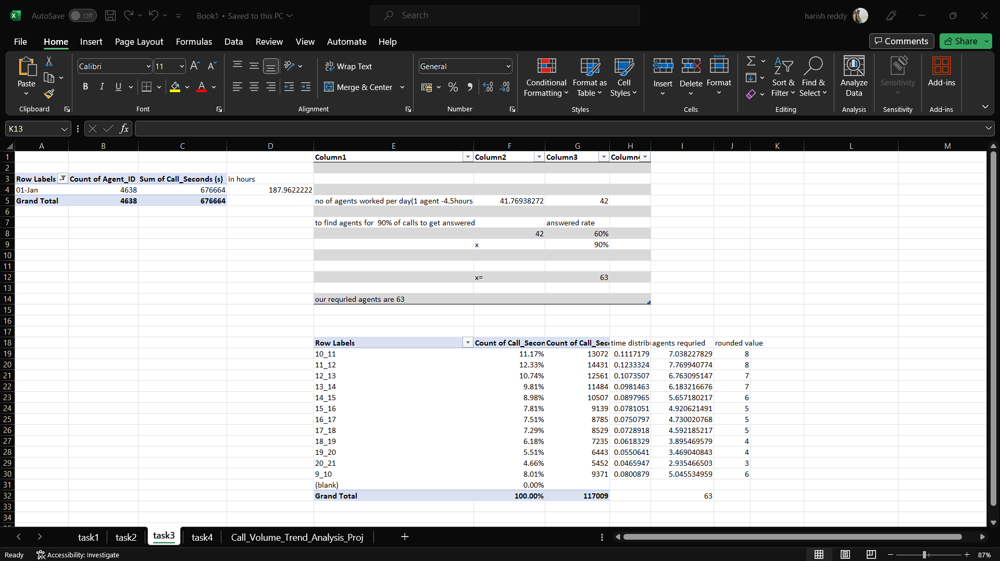 AutoSave Off Book1 • Saved to this PC Search harish reddy
File Home Insert Page Layout Formulas Data Review View Automate Help Comments Share
Paste
Clipboard
Calibri 11
B I U
Font
Wrap Text
Merge & Center
Alignment
General
Number
Conditional Formatting
Format as Table
Cell Styles
Styles
Insert Delete Format
Cells
Sort & Filter
Find & Select
Editing
Analyze Data
Analysis
Sensitivity
Sensitivity
Add-ins
Add-ins
K13 fx
A B C D E F G H I J K L M
1 Column1 Column2 Column3 Column4
2
3 Row Labels Count of Agent_ID Sum of Call_Seconds (s) in hours
4 01-Jan 4638 676664 187.9622222
5 Grand Total 4638 676664 no of agents worked per day(1 agent -4.5hours 41.76938272 42
6
7 to find agents for 90% of calls to get answered answered rate
8 42 60%
9 x 90%
10
11
12 x= 63
13
14 our requried agents are 63
15
16
17
18 Row Labels Count of Call_Secon Count of Call_Sec time distrib agents requried rounded value
19 10_11 11.17% 13072 0.1117179 7.038227829 8
20 11_12 12.33% 14431 0.1233324 7.769940774 8
21 12_13 10.74% 12561 0.1073507 6.763095147 7
22 13_14 9.81% 11484 0.0981463 6.183216676 7
23 14_15 8.98% 10507 0.0897965 5.657180217 6
24 15_16 7.81% 9139 0.0781051 4.920621491 5
25 16_17 7.51% 8785 0.0750797 4.730020768 5
26 17_18 7.29% 8529 0.0728918 4.592185217 5
27 18_19 6.18% 7235 0.0618329 3.895469579 4
28 19_20 5.51% 6443 0.0550641 3.469040843 4
29 20_21 4.66% 5452 0.0465947 2.935466503 3
30 9_10 8.01% 9371 0.0800879 5.045534959 6
31 (blank) 0.00%
32 Grand Total 100.00% 117009 63
33
34
task1 task2 task3 task4 Call_Volume_Trend_Analysis_Proj
Ready Accessibility: Investigate 87%